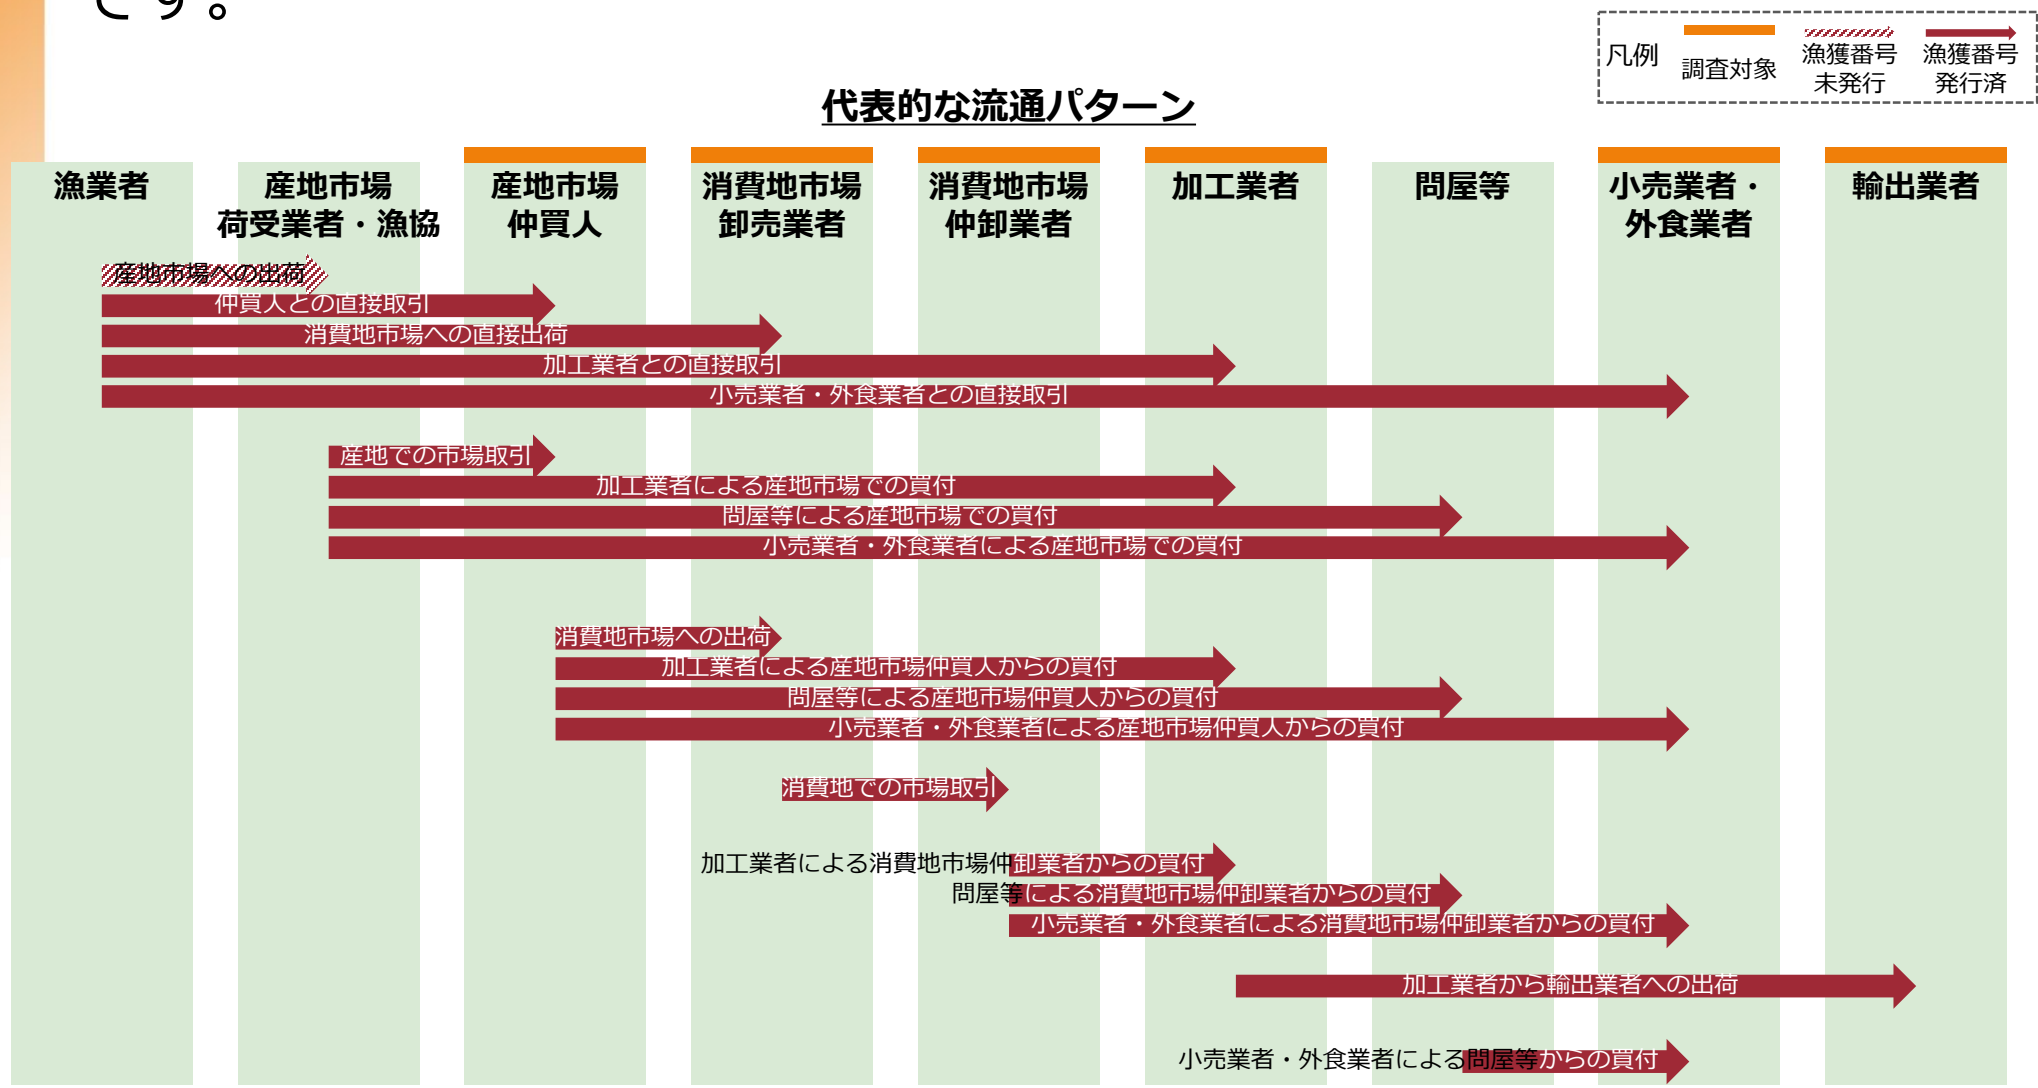 です。
凡例
調査対象
漁獲番号
未発行
漁獲番号
発行済
代表的な流通パターン
漁業者
産地市場
荷受業者・漁協
産地市場
仲買人
消費地市場
卸売業者
消費地市場
仲卸業者
加工業者
問屋等
小売業者・
外食業者
輸出業者
産地市場への出荷
仲買人との直接取引
消費地市場への直接出荷
加工業者との直接取引
小売業者・外食業者との直接取引
産地での市場取引
加工業者による産地市場での買付
問屋等による産地市場での買付
小売業者・外食業者による産地市場での買付
消費地市場への出荷
加工業者による産地市場仲買人からの買付
問屋等による産地市場仲買人からの買付
小売業者・外食業者による産地市場仲買人からの買付
消費地での市場取引
加工業者による消費地市場仲卸業者からの買付
問屋等による消費地市場仲卸業者からの買付
小売業者・外食業者による消費地市場仲卸業者からの買付
加工業者から輸出業者への出荷
小売業者・外食業者による問屋等からの買付